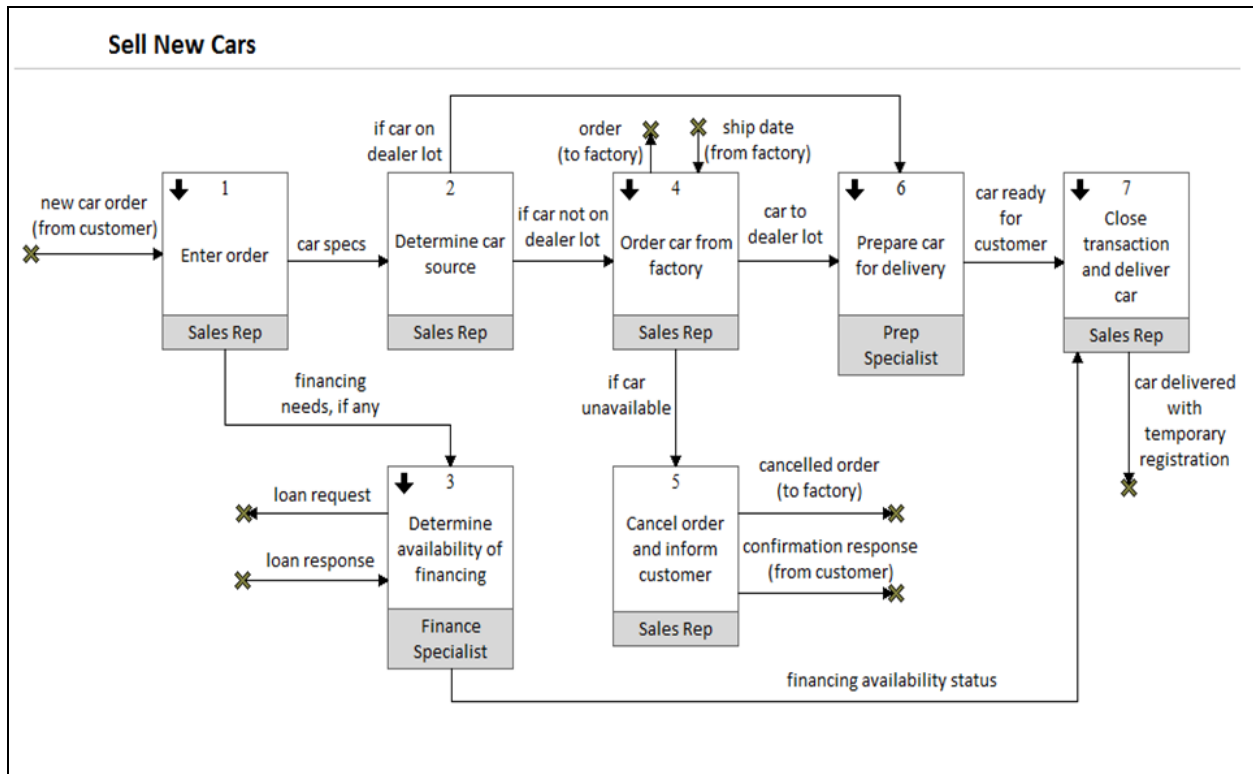 Sell New Cars
if car on
dealer lot
order
(to factory)
ship date
(from factory)
new car order
(from customer)
1
Enter order
Sales Rep
car specs
2
Determine car
source
Sales Rep
if car not on
dealer lot
4
Order car from
factory
Sales Rep
car to
dealer lot
6
Prepare car
for delivery
Prep
Specialist
car ready
for
customer
7
Close
transaction
and deliver
car
Sales Rep
financing
needs, if any
if car
unavailable
car delivered
with
temporary
registration
loan request
loan response
3
Determine
availability of
financing
Finance
Specialist
5
Cancel order
and inform
customer
Sales Rep
cancelled order
(to factory)
confirmation response
(from customer)
financing availability status